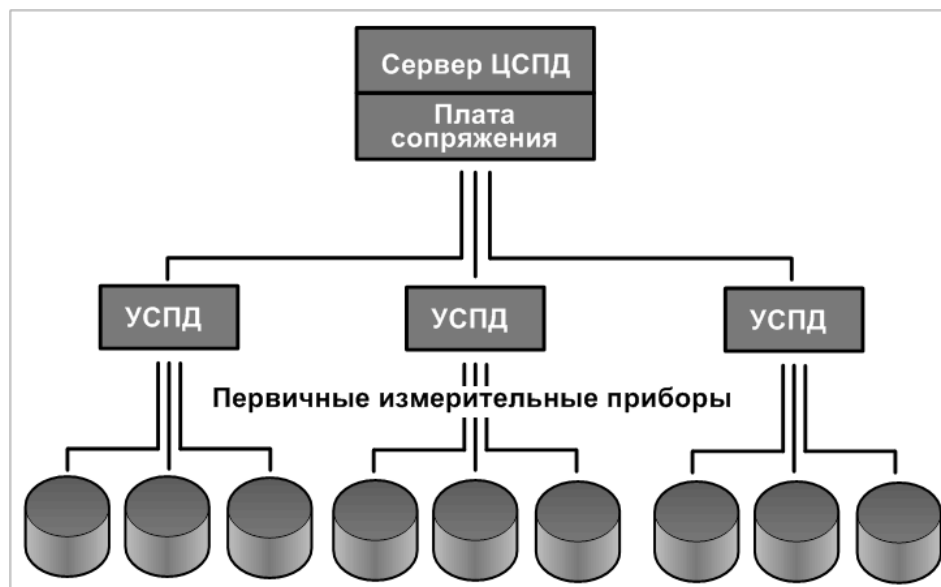 Сервер ЦСПД
Плата
сопряжения
УСПД
УСПД
УСПД
Первичные измерительные приборы